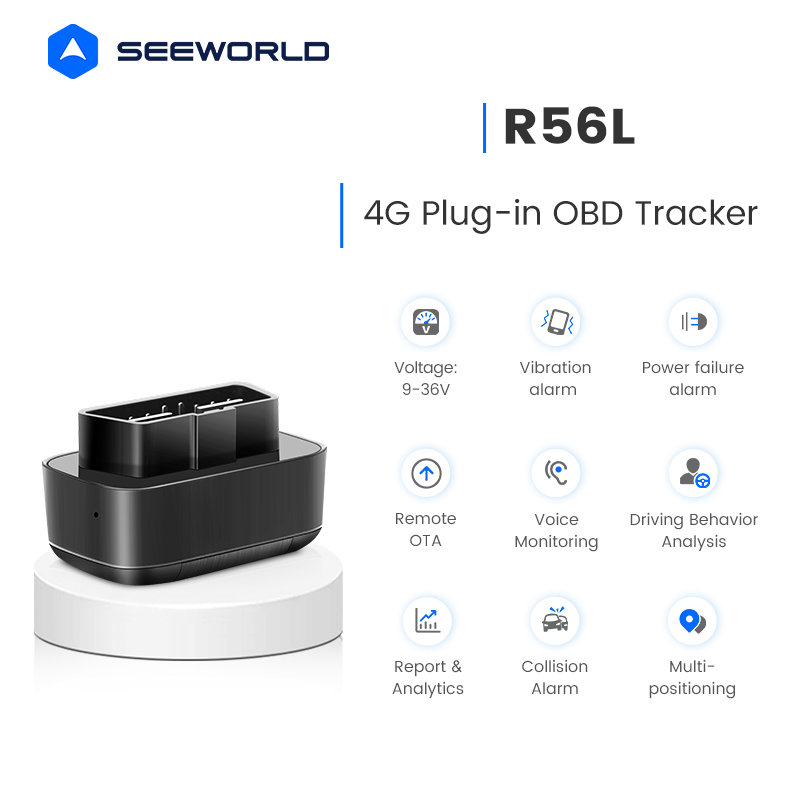 SEEWORLD
R56L
4G Plug-in OBD Tracker
Voltage:
9-36V
Vibration
alarm
Power failure
alarm
Remote
OTA
Voice
Monitoring
Driving Behavior
Analysis
Report &
Analytics
Collision
Alarm
Multi-
positioning